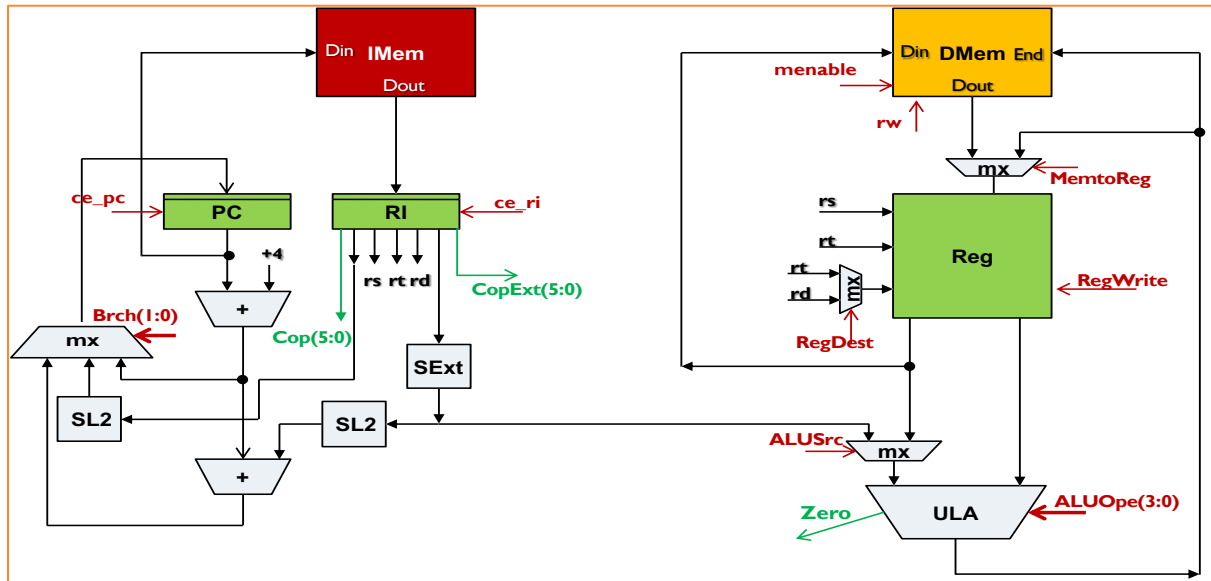 IMem
Din
Dout
DMem
Din
End
Dout
menable
rw
mx
MemtoReg
ce_pc
PC
RI
ce_ri
rs
rt
rt
rd
mx
Reg
RegWrite
RegDest
+4
rs
rt
rd
CopExt(5:0)
+
Brch(1:0)
mx
Cop(5:0)
SExt
SL2
SL2
+
ALUSrc
mx
ULA
ALUOpe(3:0)
Zero